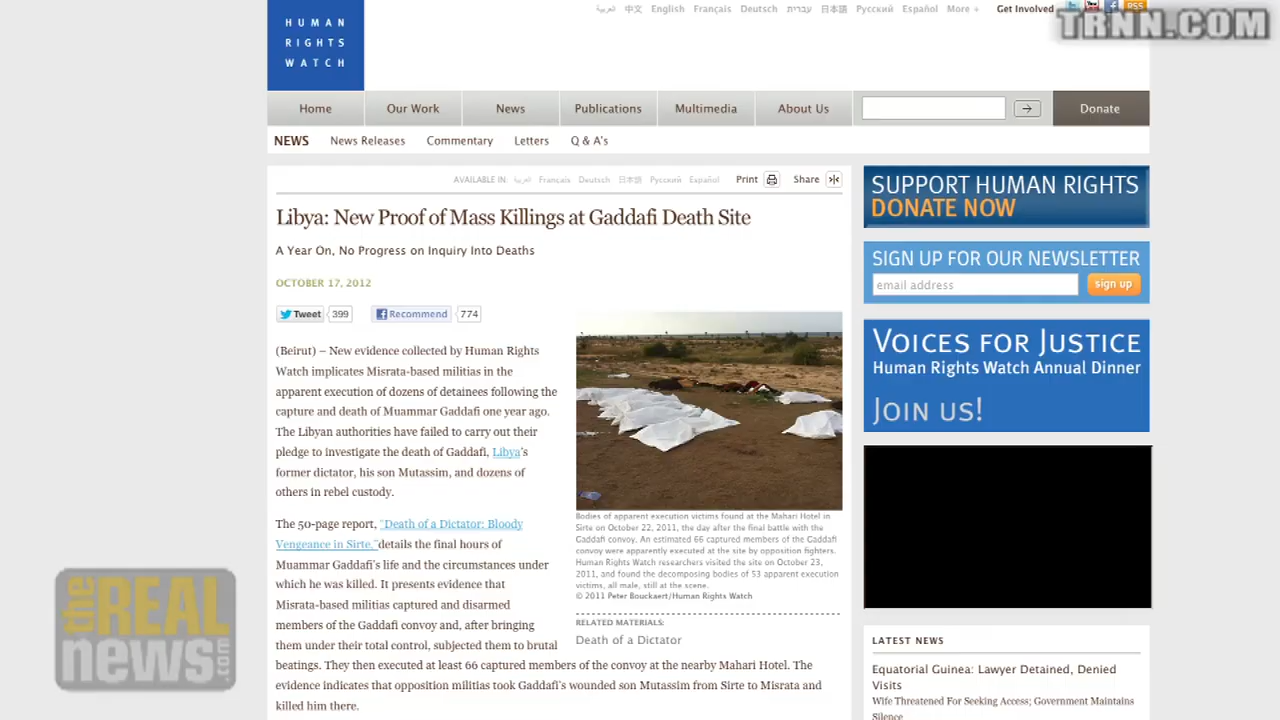 HUMAN
RIGHTS
WATCH
العربية 中文 English Français Deutsch עברית 日本語 Русский Español More + Get Involved RSS
TRNN.COM
Home Our Work News Publications Multimedia About Us Donate
NEWS News Releases Commentary Letters Q & A's
AVAILABLE IN: العربية Français Deutsch 日本語 Русский Español Print Share
Libya: New Proof of Mass Killings at Gaddafi Death Site
A Year On, No Progress on Inquiry Into Deaths
OCTOBER 17, 2012
Tweet 399 Recommend 774
(Beirut) – New evidence collected by Human Rights
Watch implicates Misrata-based militias in the
apparent execution of dozens of detainees following the
capture and death of Muammar Gaddafi one year ago.
The Libyan authorities have failed to carry out their
pledge to investigate the death of Gaddafi, Libya's
former dictator, his son Mutassim, and dozens of
others in rebel custody.
The 50-page report, "Death of a Dictator: Bloody
Vengeance in Sirte,"details the final hours of
Muammar Gaddafi's life and the circumstances under
which he was killed. It presents evidence that
Misrata-based militias captured and disarmed
members of the Gaddafi convoy and, after bringing
them under their total control, subjected them to brutal
beatings. They then executed at least 66 captured members of the convoy at the nearby Mahari Hotel. The
evidence indicates that opposition militias took Gaddafi's wounded son Mutassim from Sirte to Misrata and
killed him there.
Bodies of apparent execution victims found at the Mahari Hotel in
Sirte on October 22, 2011, the day after the final battle with the
Gaddafi convoy. An estimated 66 captured members of the Gaddafi
convoy were apparently executed at the site by opposition fighters.
Human Rights Watch researchers visited the site on October 23,
2011, and found the decomposing bodies of 53 apparent execution
victims, all male, still at the scene.
© 2011 Peter Bouckaert/Human Rights Watch
RELATED MATERIALS:
Death of a Dictator
SUPPORT HUMAN RIGHTS
DONATE NOW
SIGN UP FOR OUR NEWSLETTER
email address sign up
VOICES FOR JUSTICE
Human Rights Watch Annual Dinner
JOIN US!
LATEST NEWS
Equatorial Guinea: Lawyer Detained, Denied
Visits
Wife Threatened For Seeking Access; Government Maintains
Silence
the
REAL
news.com